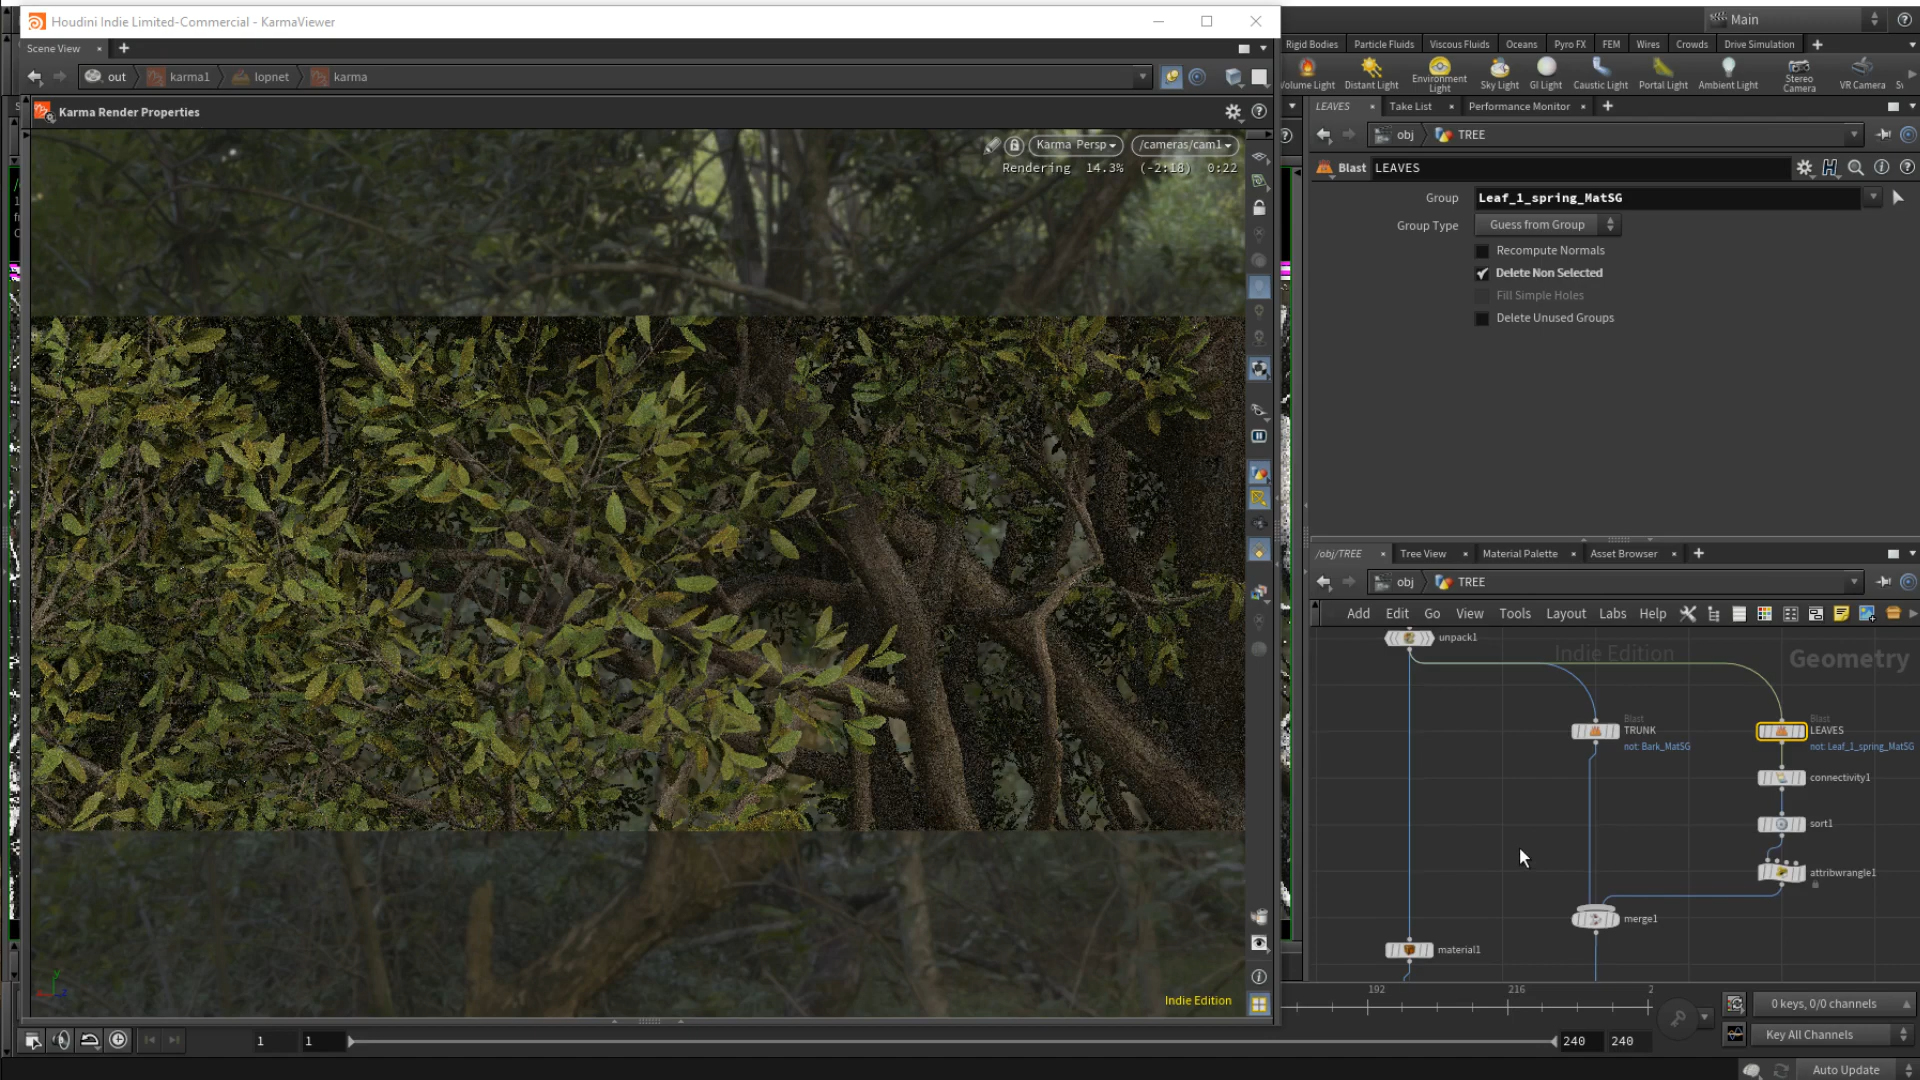 Houdini Indie Limited-Commercial - KarmaViewer
Main
Scene View
Rigid Bodies
Particle Fluids
Viscous Fluids
Oceans
Pyro FX
FEM
Wires
Crowds
Drive Simulation
out
karma1
lopnet
karma
Volume Light
Distant Light
Environment Light
Sky Light
GI Light
Caustic Light
Portal Light
Ambient Light
Stereo Camera
VR Camera
LEAVES
Take List
Performance Monitor
Karma Render Properties
obj
TREE
Karma Persp
/cameras/cam1
Rendering 14.3% (-2:18) 0:22
Blast
LEAVES
Group
Leaf_1_spring_MatSG
Group Type
Guess from Group
Recompute Normals
Delete Non Selected
Fill Simple Holes
Delete Unused Groups
/obj/TREE
Tree View
Material Palette
Asset Browser
obj
TREE
Add
Edit
Go
View
Tools
Layout
Labs
Help
unpack1
Indie Edition
Geometry
Blast
TRUNK
not: Bark_MatSG
Blast
LEAVES
not: Leaf_1_spring_MatSG
connectivity1
sort1
attribwrangle1
merge1
material1
Indie Edition
192
216
2
0 keys, 0/0 channels
Key All Channels
1
1
240
240
Auto Update